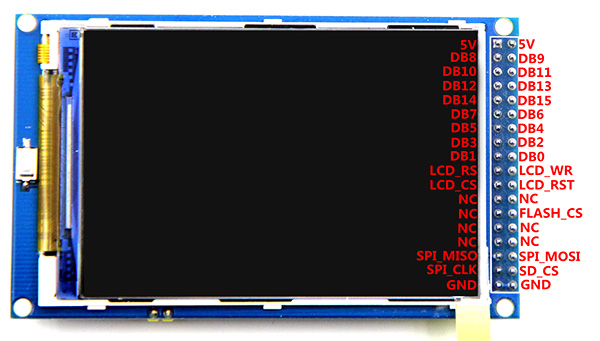 5V 5V
DB8 DB9
DB10 DB11
DB12 DB13
DB14 DB15
DB7 DB6
DB5 DB4
DB3 DB2
DB1 DB0
LCD_RS LCD_WR
LCD_CS LCD_RST
NC NC
NC FLASH_CS
NC NC
NC NC
SPI_MISO SPI_MOSI
SPI_CLK SD_CS
GND GND